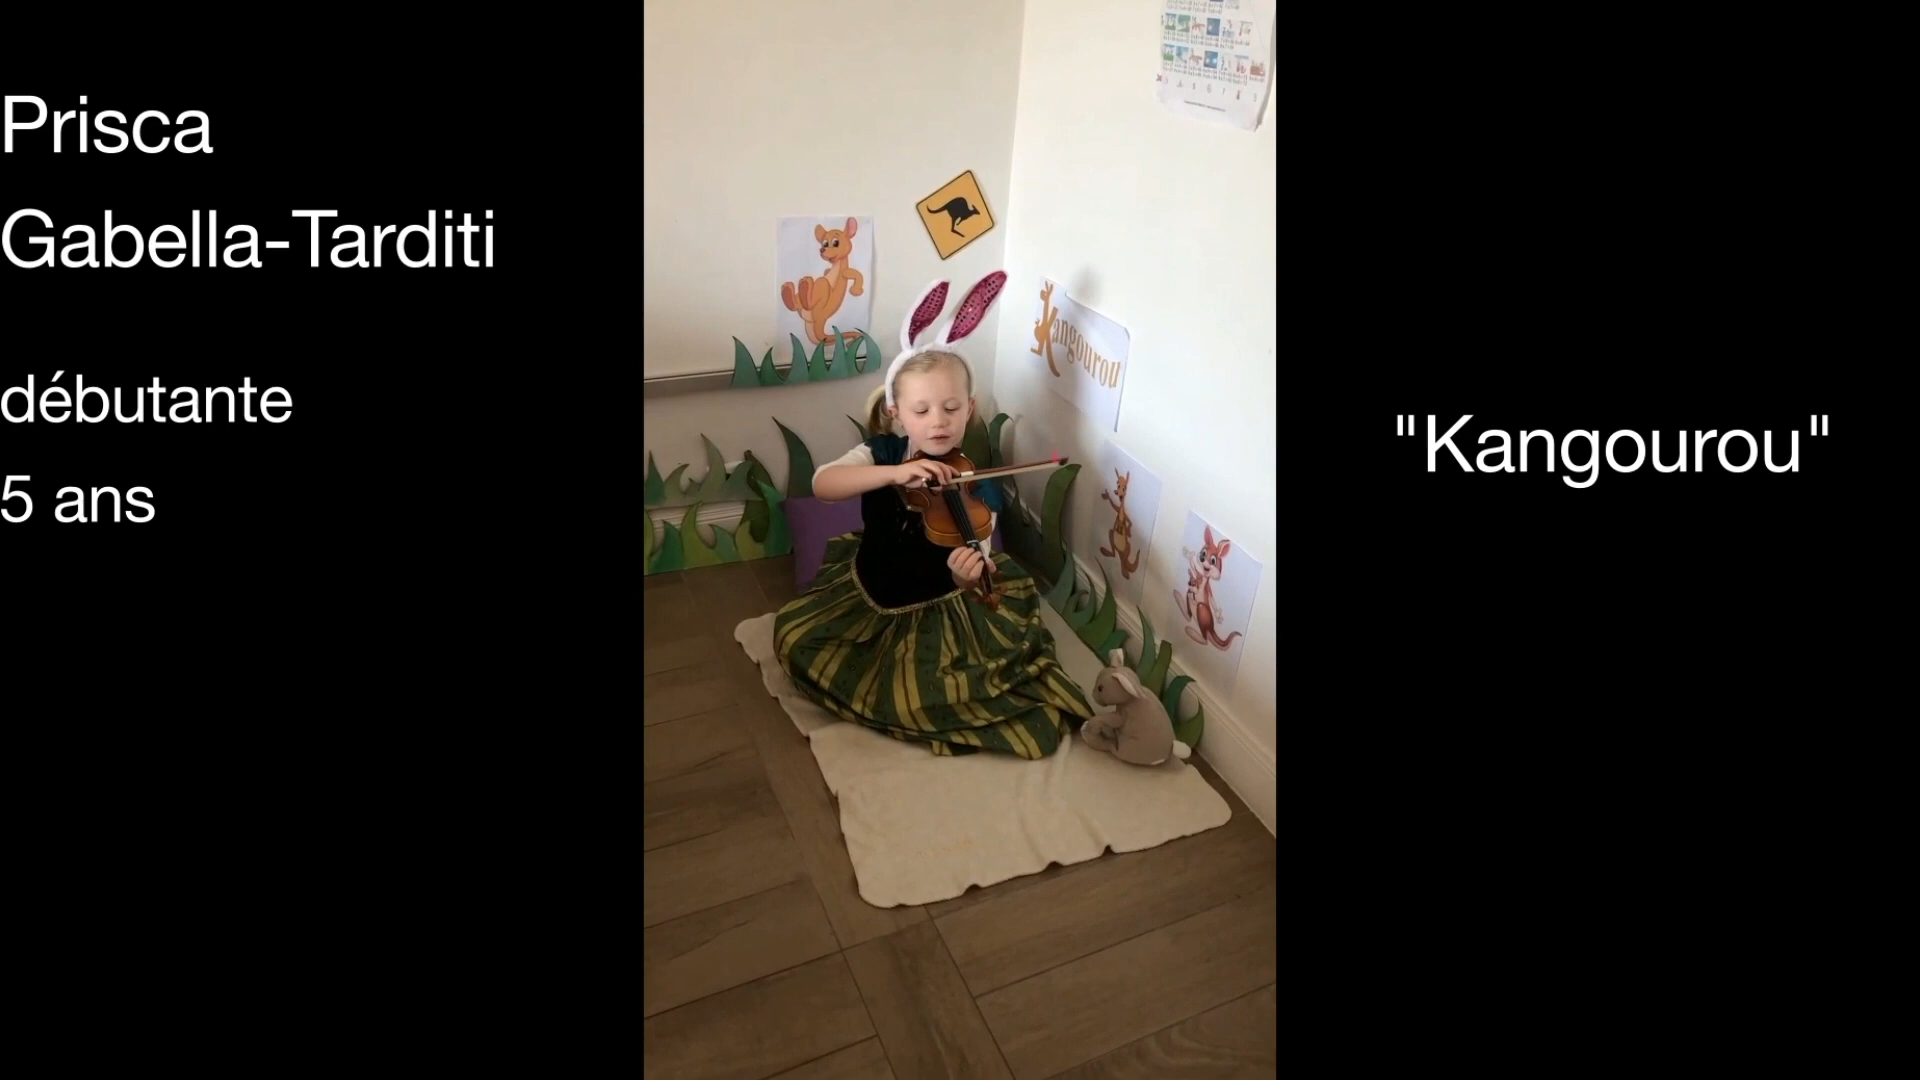 Prisca
Gabella-Tarditi
débutante
5 ans
Kangourou
"Kangourou"